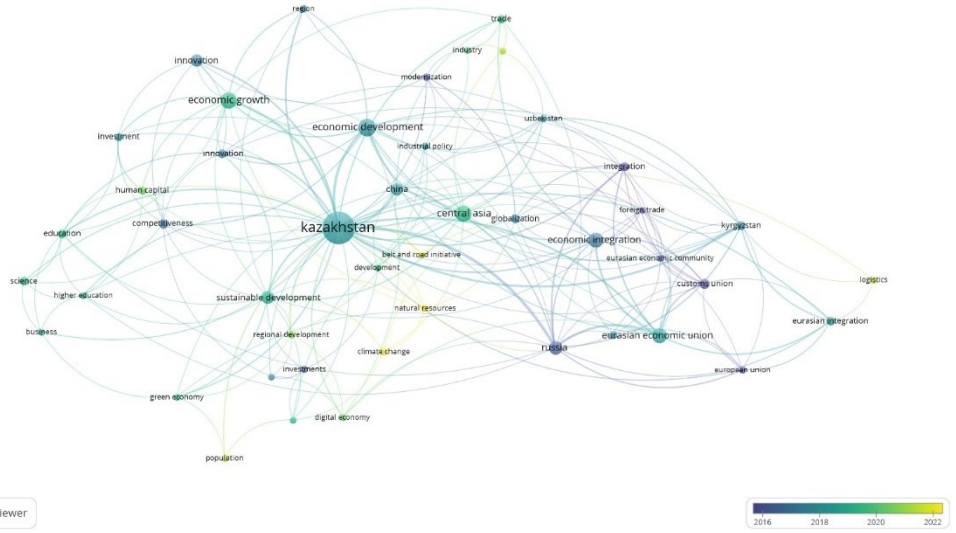 region
trade
industry
innovation
modernization
economic growth
uzbekistan
economic development
investment
industrial policy
innovation
integration
human capital
china
foreign trade
central asia
globalization
competitiveness
kazakhstan
kyrgyzstan
education
economic integration
belt and road initiative
eurasian economic community
development
science
logistics
customs union
higher education
sustainable development
natural resources
eurasian integration
business
regional development
eurasian economic union
russia
climate change
investments
european union
green economy
digital economy
population
iewer
2016 2018 2020 2022